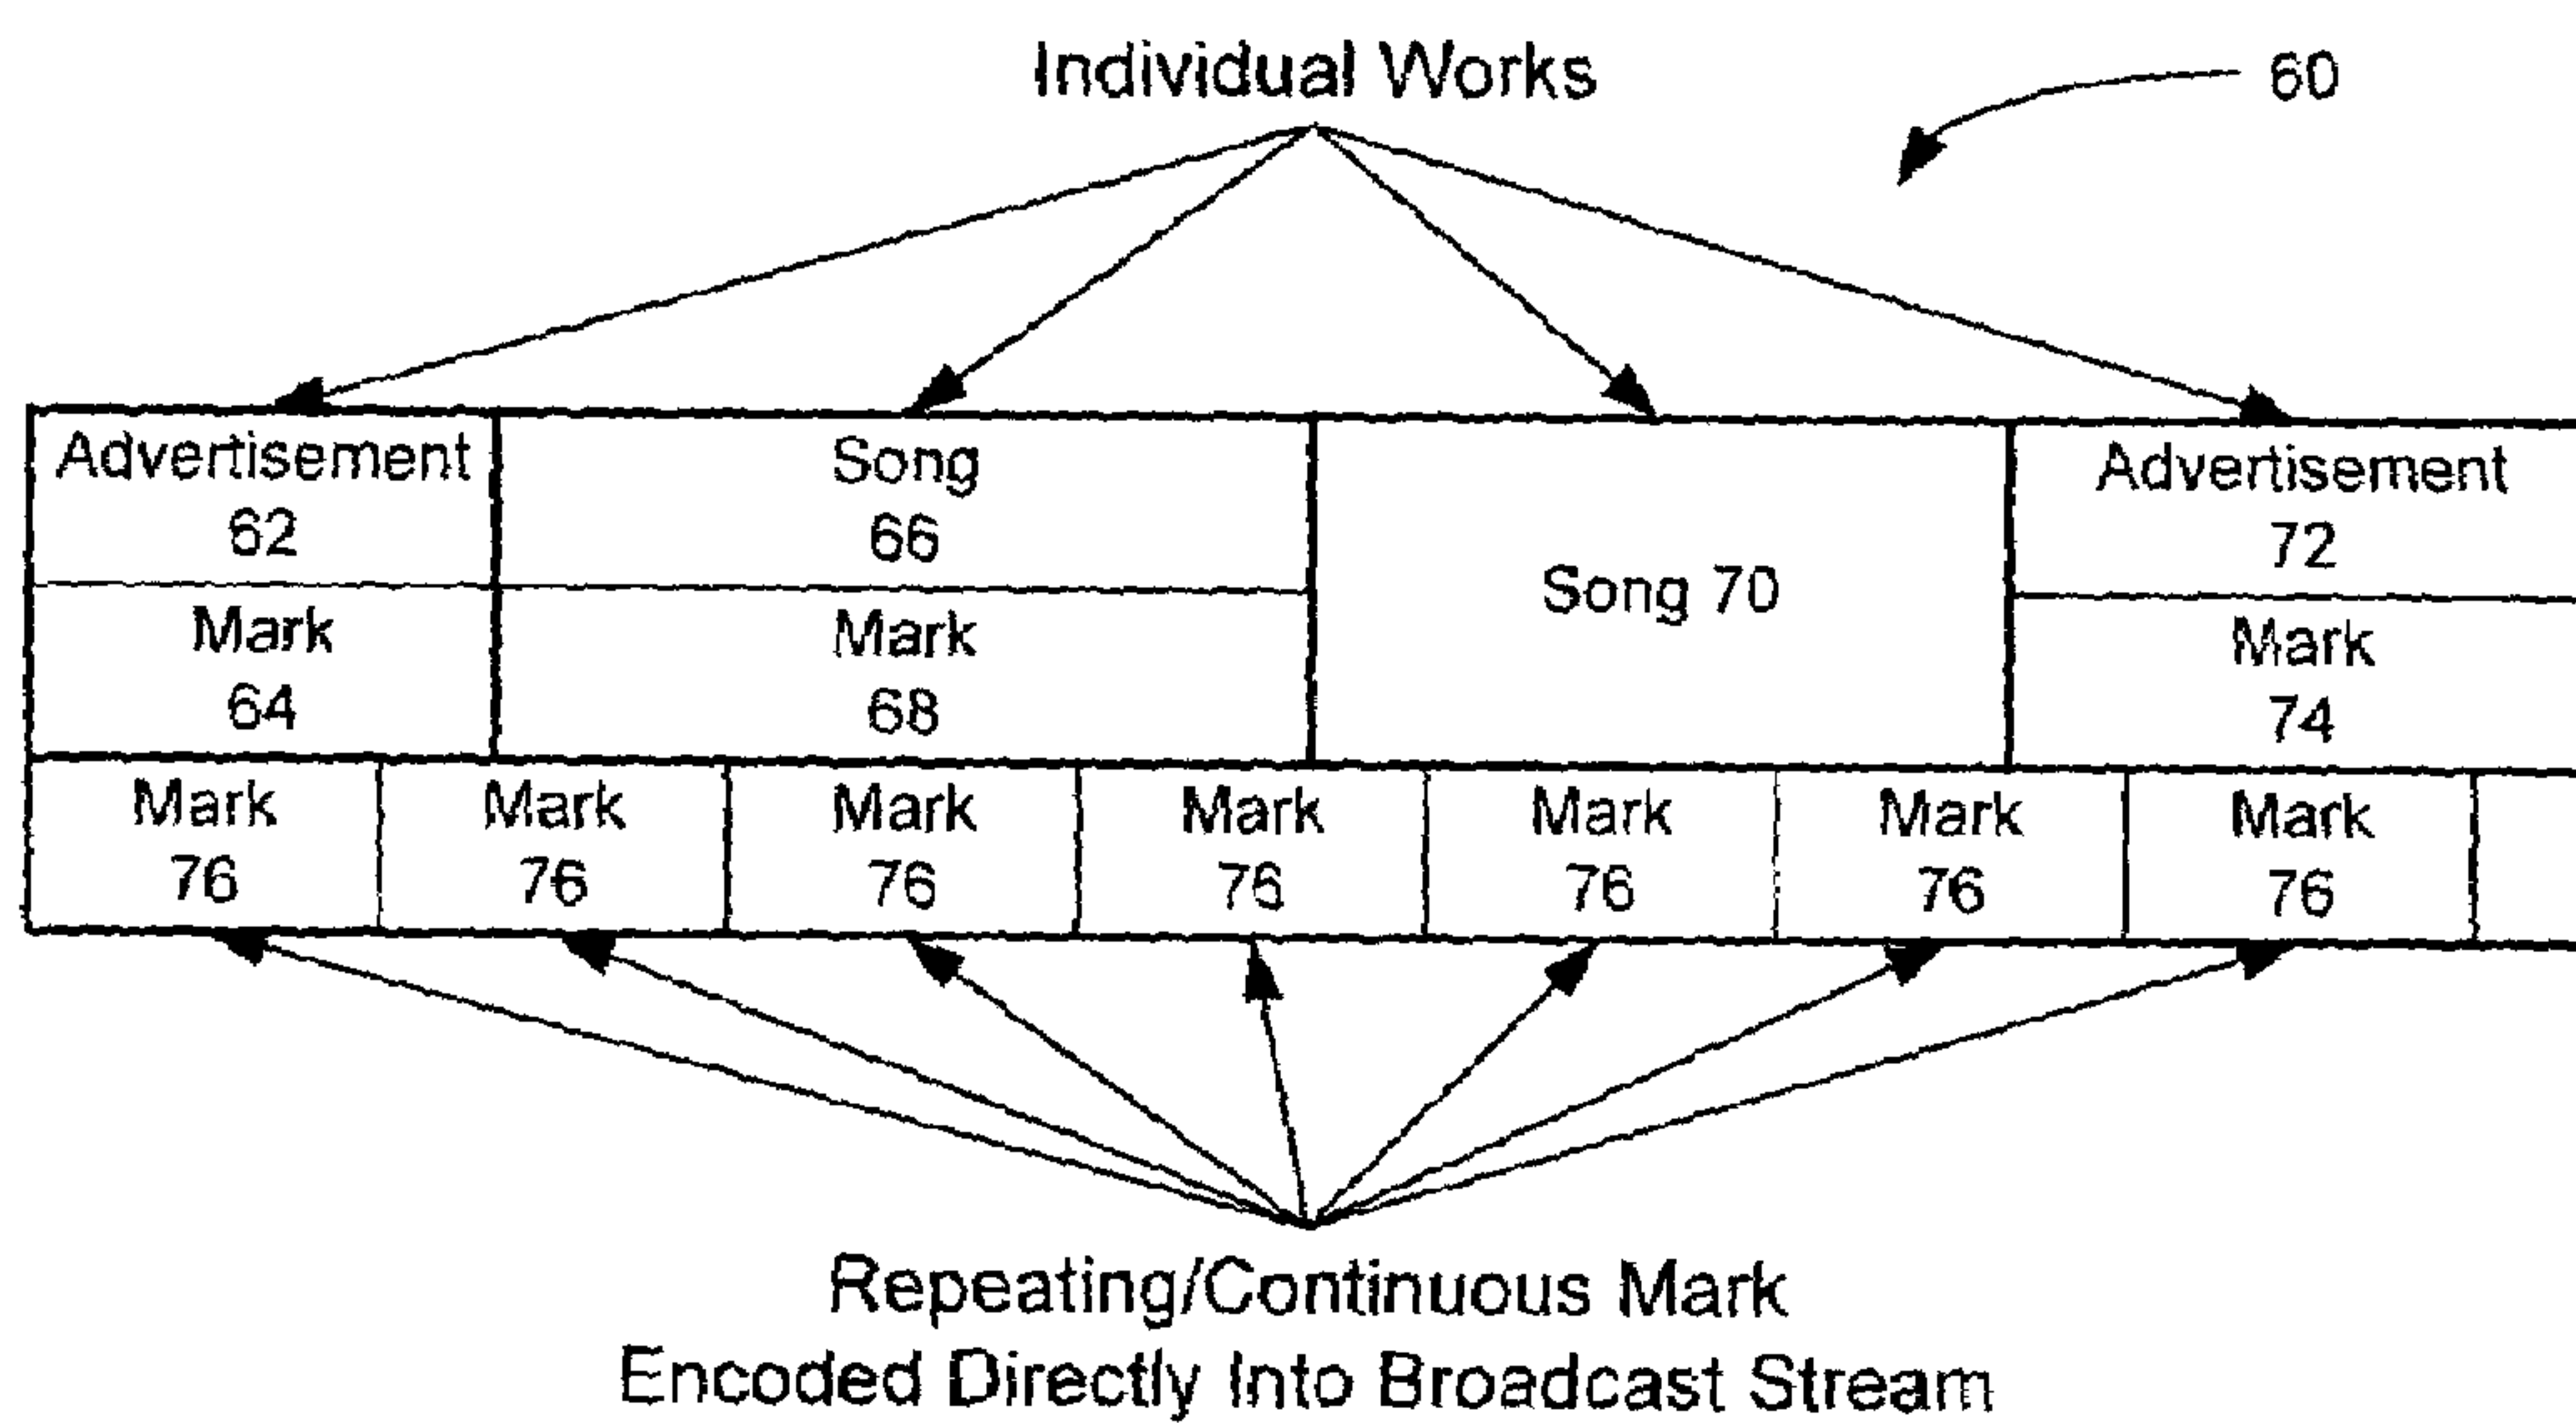 Individual Works
60
Advertisement
62
Song
66
Song 70
Advertisement
72
Mark
64
Mark
68
Mark
74
Mark
76
Mark
76
Mark
76
Mark
76
Mark
76
Mark
76
Mark
76
Repeating/Continuous Mark
Encoded Directly Into Broadcast Stream